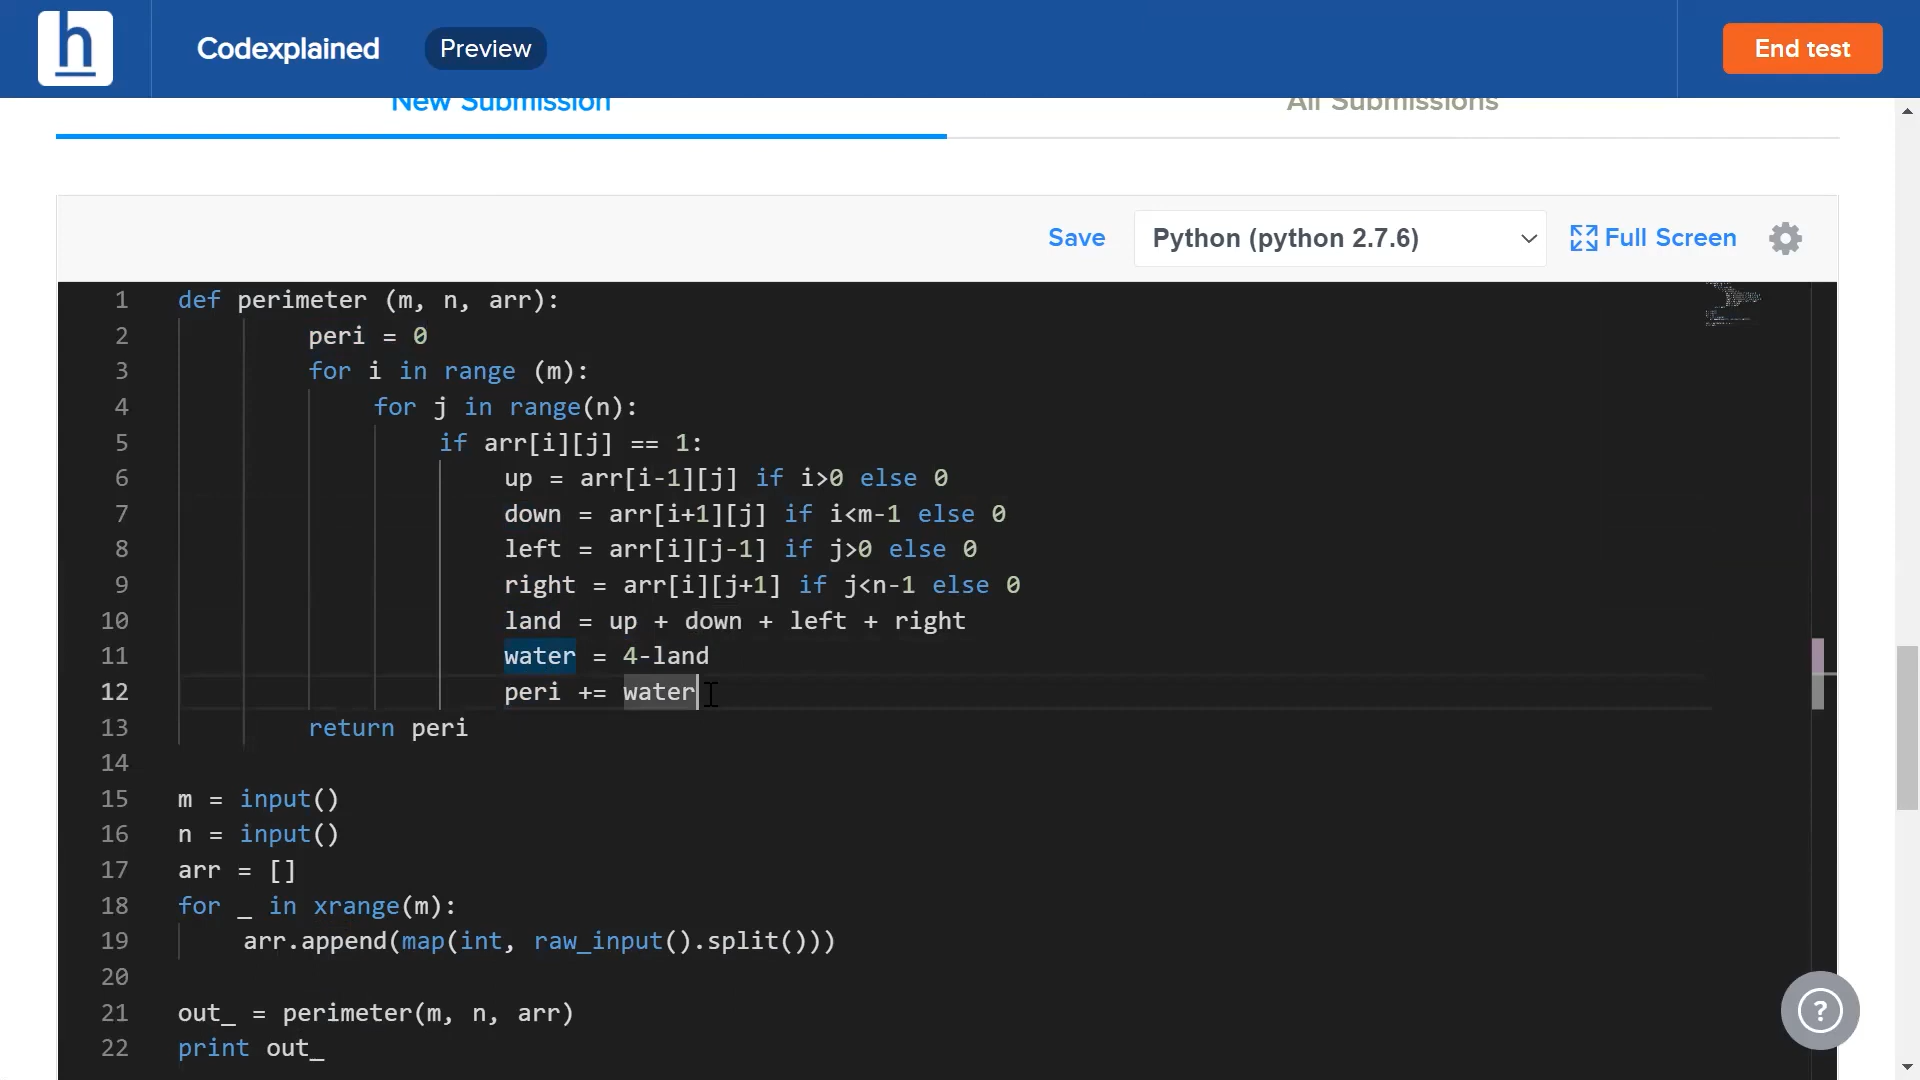 h
Codexplained
Preview
End test
New Submission
All Submissions
Save
Python (python 2.7.6)
Full Screen
1 def perimeter (m, n, arr):
2 peri = 0
3 for i in range (m):
4 for j in range(n):
5 if arr[i][j] == 1:
6 up = arr[i-1][j] if i>0 else 0
7 down = arr[i+1][j] if i<m-1 else 0
8 left = arr[i][j-1] if j>0 else 0
9 right = arr[i][j+1] if j<n-1 else 0
10 land = up + down + left + right
11 water = 4-land
12 peri += water
13 return peri
14
15 m = input()
16 n = input()
17 arr = []
18 for _ in xrange(m):
19 arr.append(map(int, raw_input().split()))
20
21 out_ = perimeter(m, n, arr)
22 print out_
?